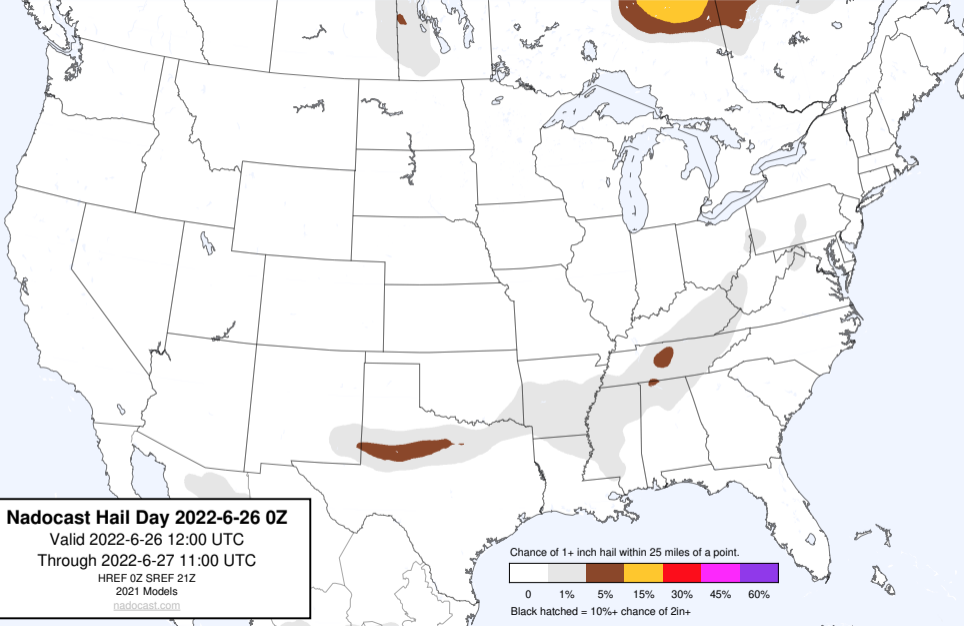 Nadocast Hail Day 2022-6-26 0Z
Valid 2022-6-26 12:00 UTC
Through 2022-6-27 11:00 UTC
HREF 0Z SREF 21Z
2021 Models
nadocast.com
Chance of 1+ inch hail within 25 miles of a point.
0 1% 5% 15% 30% 45% 60%
Black hatched = 10%+ chance of 2in+